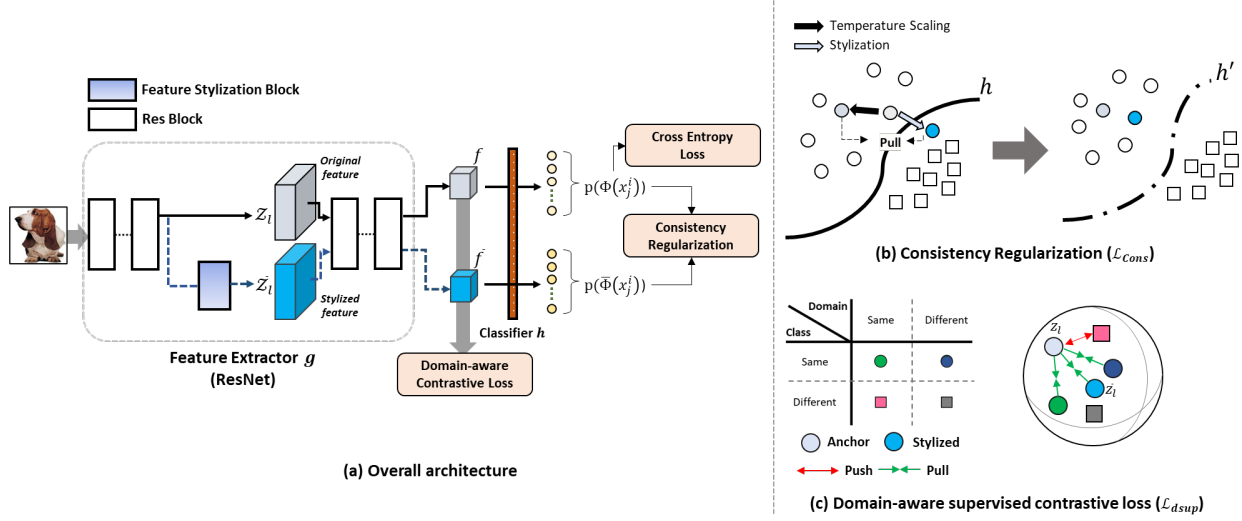 Feature Stylization Block
Res Block
Original
feature
Z_l
Z̄_l
Stylized
feature
f
f̄
Classifier h
p(Φ(x_j^i))
p(Φ̄(x_j^i))
Cross Entropy
Loss
Consistency
Regularization
Domain-aware
Contrastive Loss
Feature Extractor g
(ResNet)
(a) Overall architecture
Temperature Scaling
Stylization
h
h′
Pull
(b) Consistency Regularization (ℒ_Cons)
Domain
Class
Same
Different
Same
Different
Anchor
Stylized
Push
Pull
z_l
z̄_l
(c) Domain-aware supervised contrastive loss (ℒ_dsup)